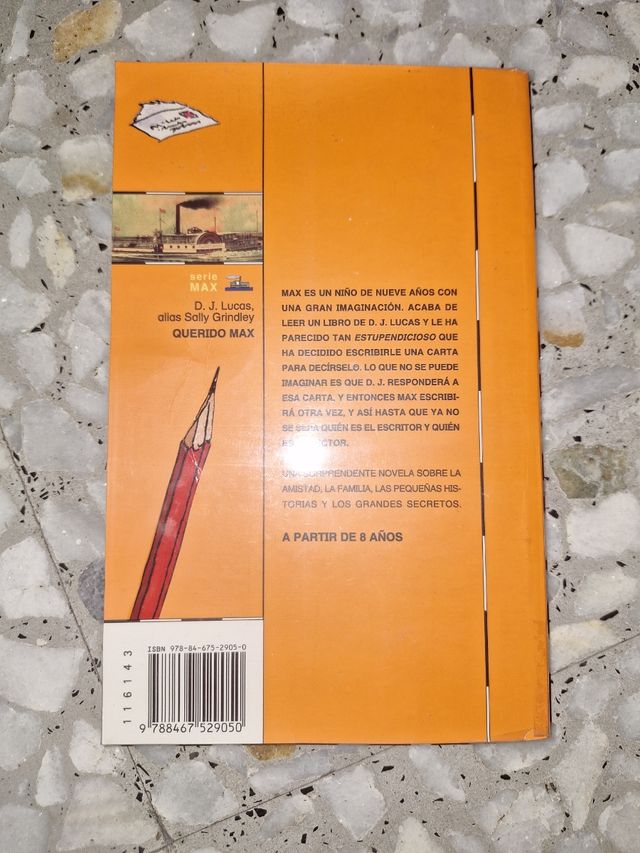 serie
MAX
D. J. Lucas,
alias Sally Grindley
QUERIDO MAX
MAX ES UN NIÑO DE NUEVE AÑOS CON
UNA GRAN IMAGINACIÓN. ACABA DE
LEER UN LIBRO DE D. J. LUCAS Y LE HA
PARECIDO TAN ESTUPENDICIOSO QUE
HA DECIDIDO ESCRIBIRLE UNA CARTA
PARA DECÍRSELO. LO QUE NO SE PUEDE
IMAGINAR ES QUE D. J. RESPONDERÁ A
ESA CARTA. Y ENTONCES MAX ESCRIBI-
RÁ OTRA VEZ, Y ASÍ HASTA QUE YA NO
SE SEPA QUIÉN ES EL ESCRITOR Y QUIÉN
ES EL LECTOR.
UNA SORPRENDENTE NOVELA SOBRE LA
AMISTAD, LA FAMILIA, LAS PEQUEÑAS HIS-
TORIAS Y LOS GRANDES SECRETOS.
A PARTIR DE 8 AÑOS
ISBN 978-84-675-2905-0
9 788467 529050
116143